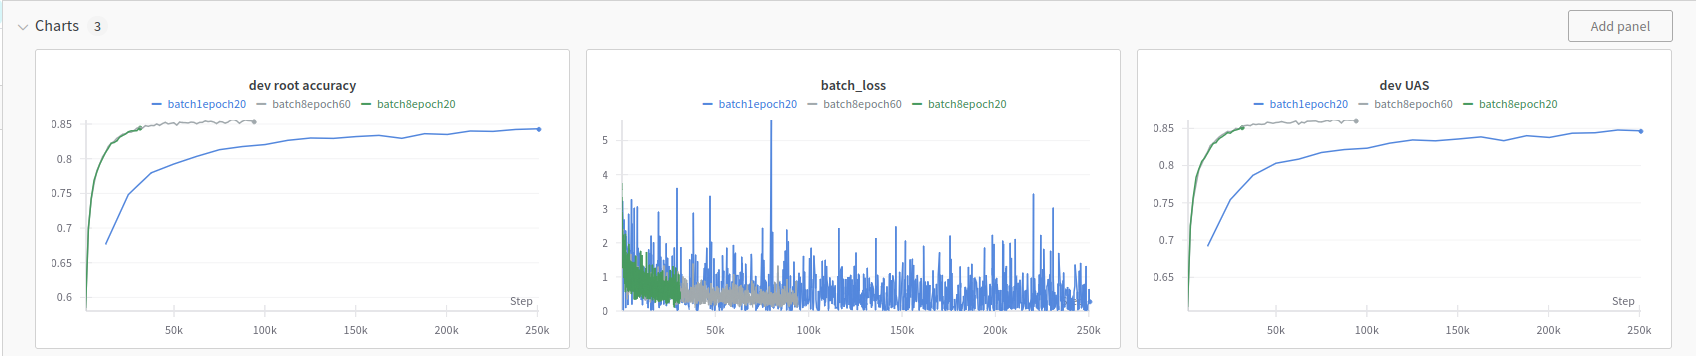 Charts 3
Add panel
dev root accuracy
batch1epoch20 batch8epoch60 batch8epoch20
0.85
0.8
0.75
0.7
0.65
0.6
Step
50k 100k 150k 200k 250k
batch_loss
batch1epoch20 batch8epoch60 batch8epoch20
5
4
3
2
1
0
50k 100k 150k 200k 250k
dev UAS
batch1epoch20 batch8epoch60 batch8epoch20
0.85
0.8
0.75
0.7
0.65
Step
50k 100k 150k 200k 250k